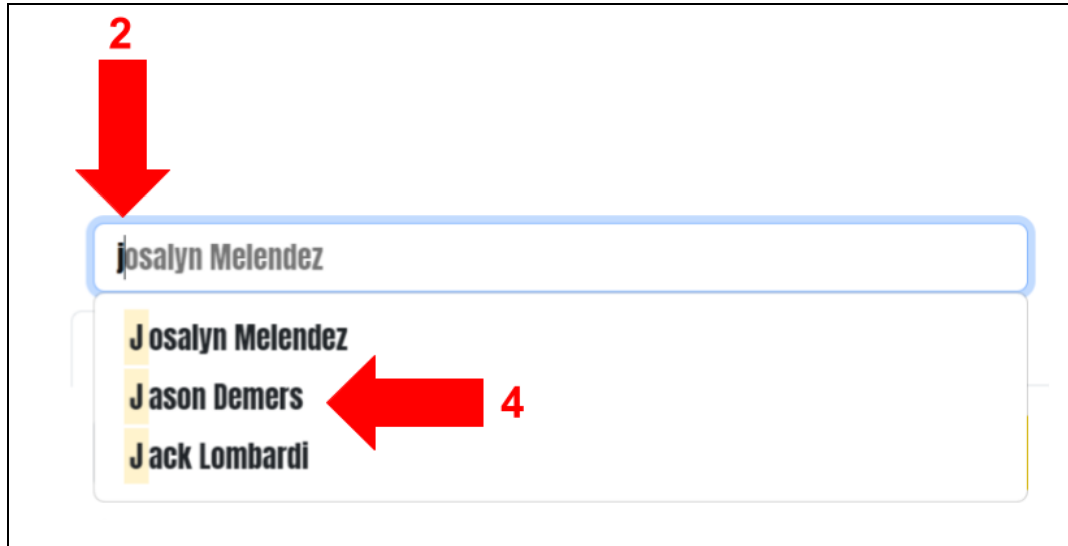 2
josalyn Melendez
Josalyn Melendez
Jason Demers
4
Jack Lombardi